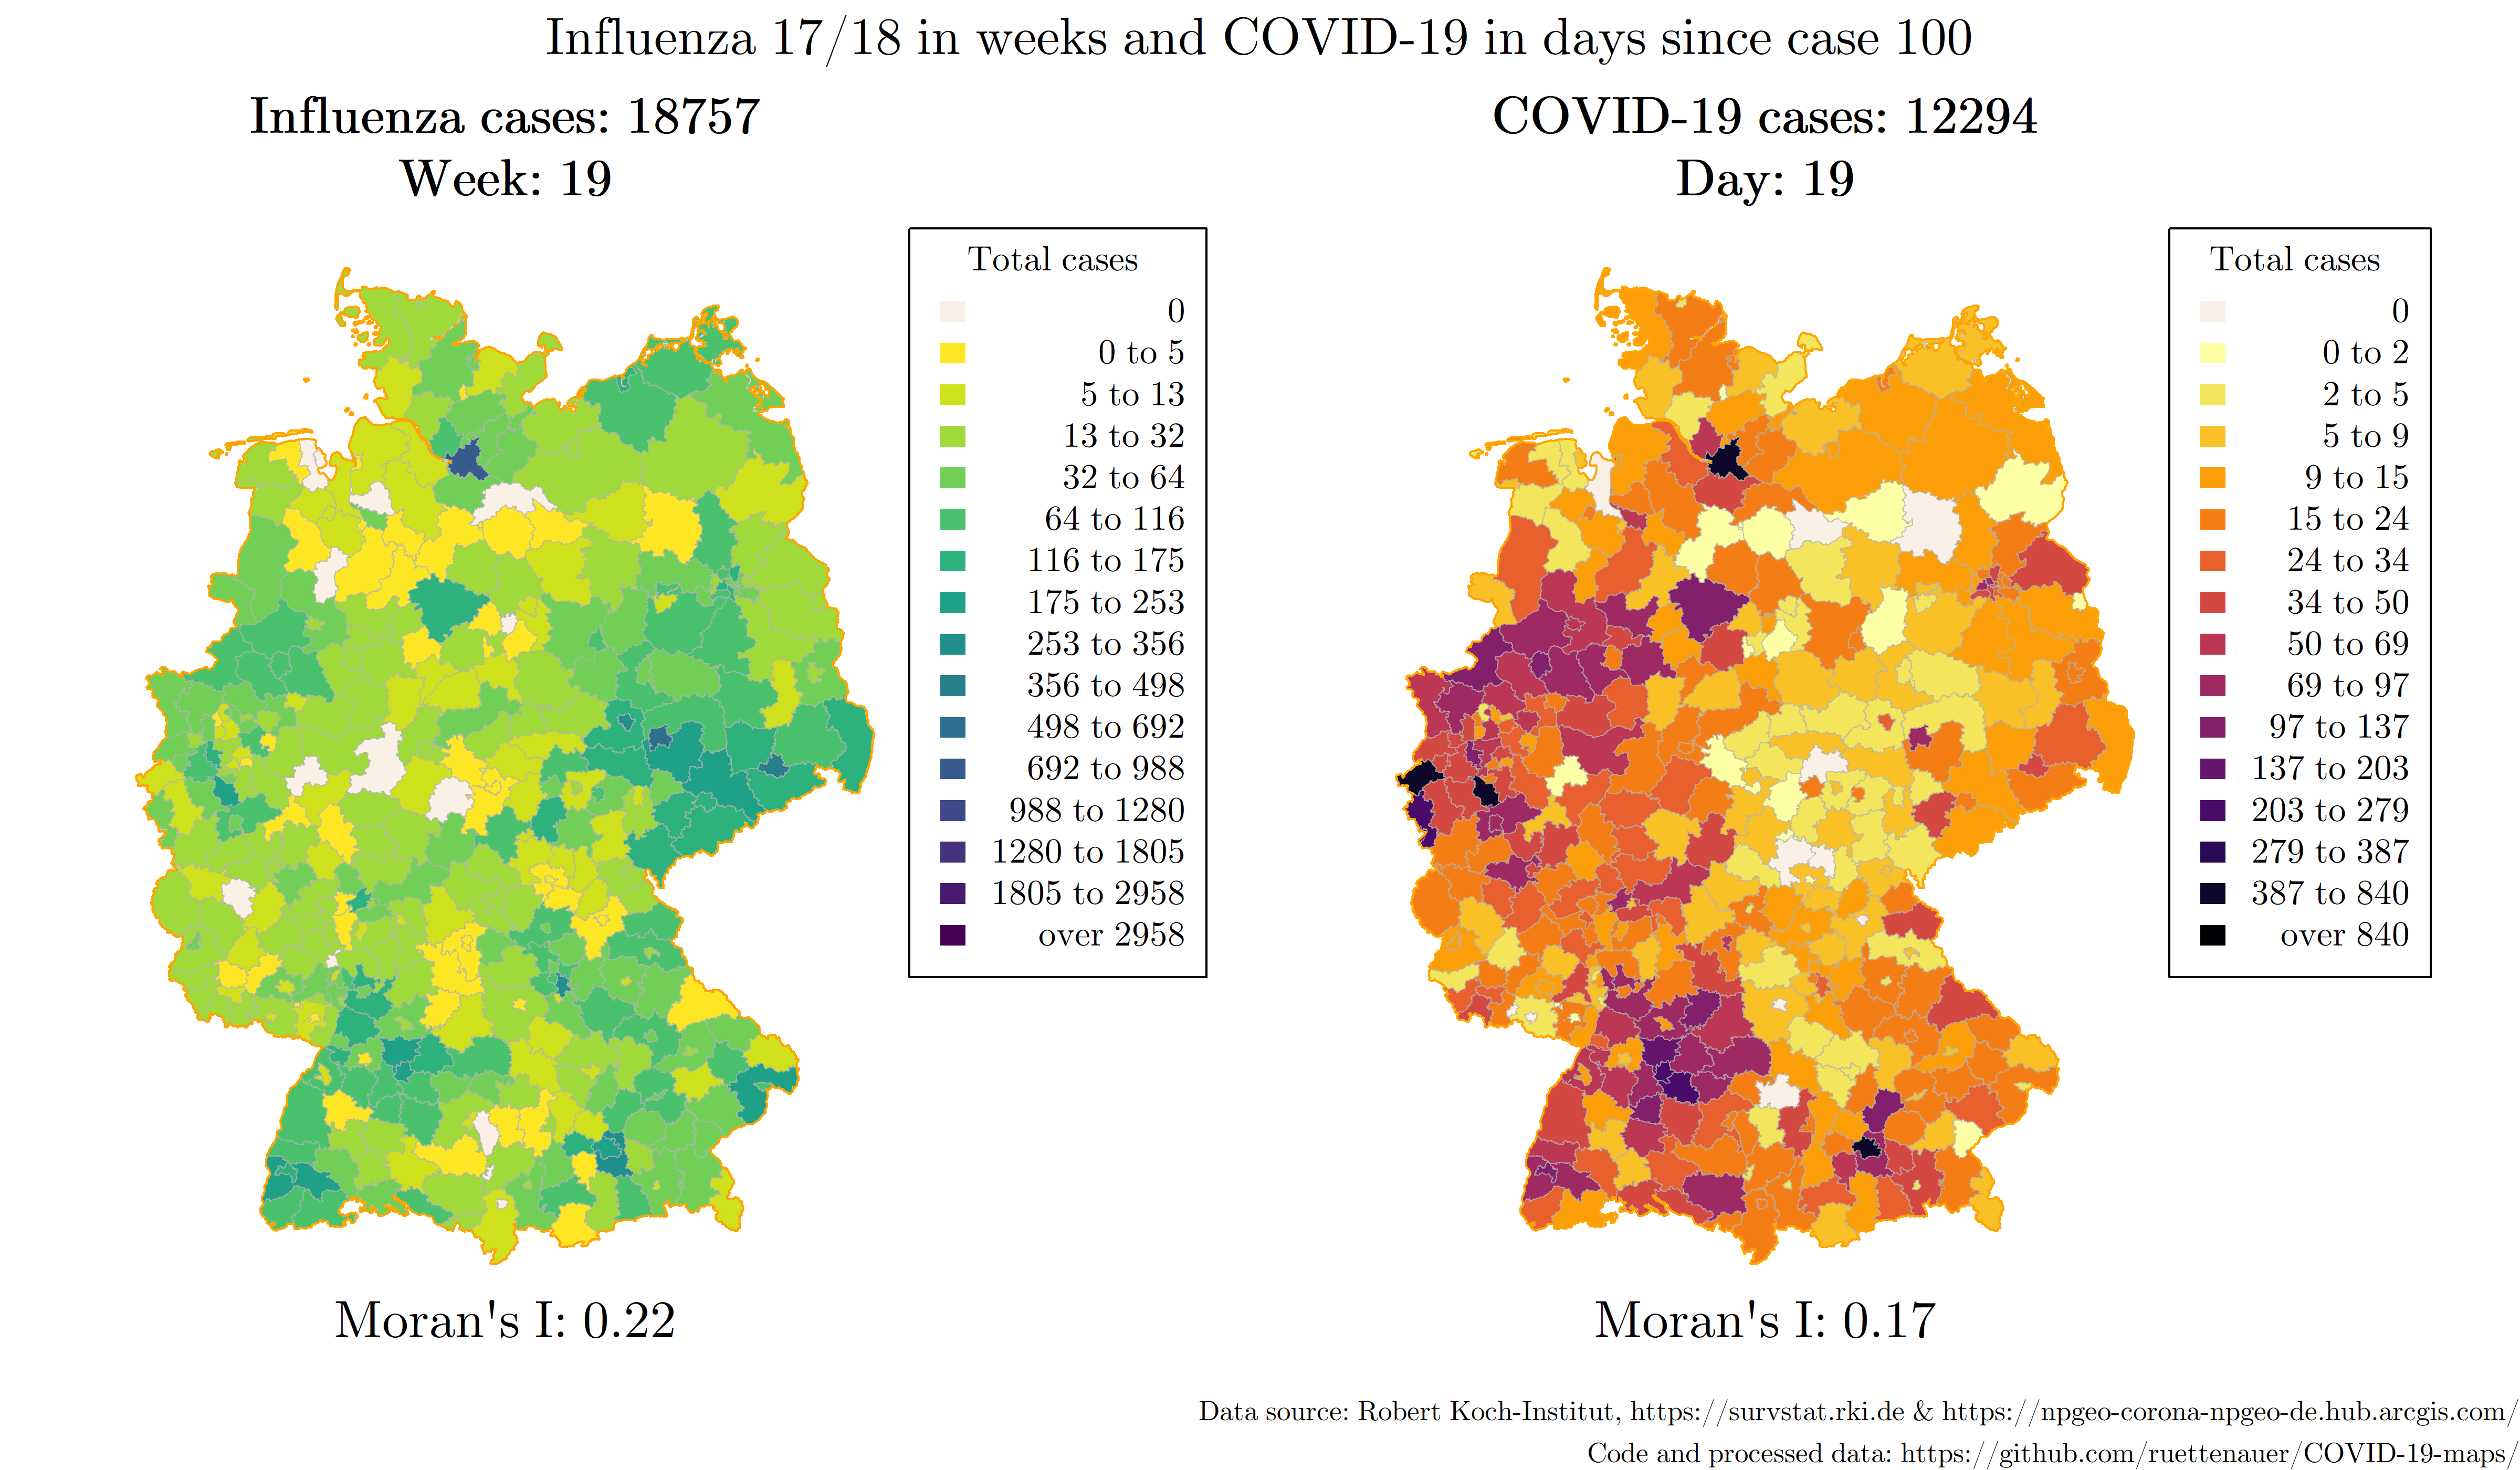 Influenza 17/18 in weeks and COVID-19 in days since case 100
Influenza cases: 18757
Week: 19
Total cases
0
0 to 5
5 to 13
13 to 32
32 to 64
64 to 116
116 to 175
175 to 253
253 to 356
356 to 498
498 to 692
692 to 988
988 to 1280
1280 to 1805
1805 to 2958
over 2958
Moran's I: 0.22
COVID-19 cases: 12294
Day: 19
Total cases
0
0 to 2
2 to 5
5 to 9
9 to 15
15 to 24
24 to 34
34 to 50
50 to 69
69 to 97
97 to 137
137 to 203
203 to 279
279 to 387
387 to 840
over 840
Moran's I: 0.17
Data source: Robert Koch-Institut, https://survstat.rki.de & https://npgeo-corona-npgeo-de.hub.arcgis.com/
Code and processed data: https://github.com/ruettenauer/COVID-19-maps/